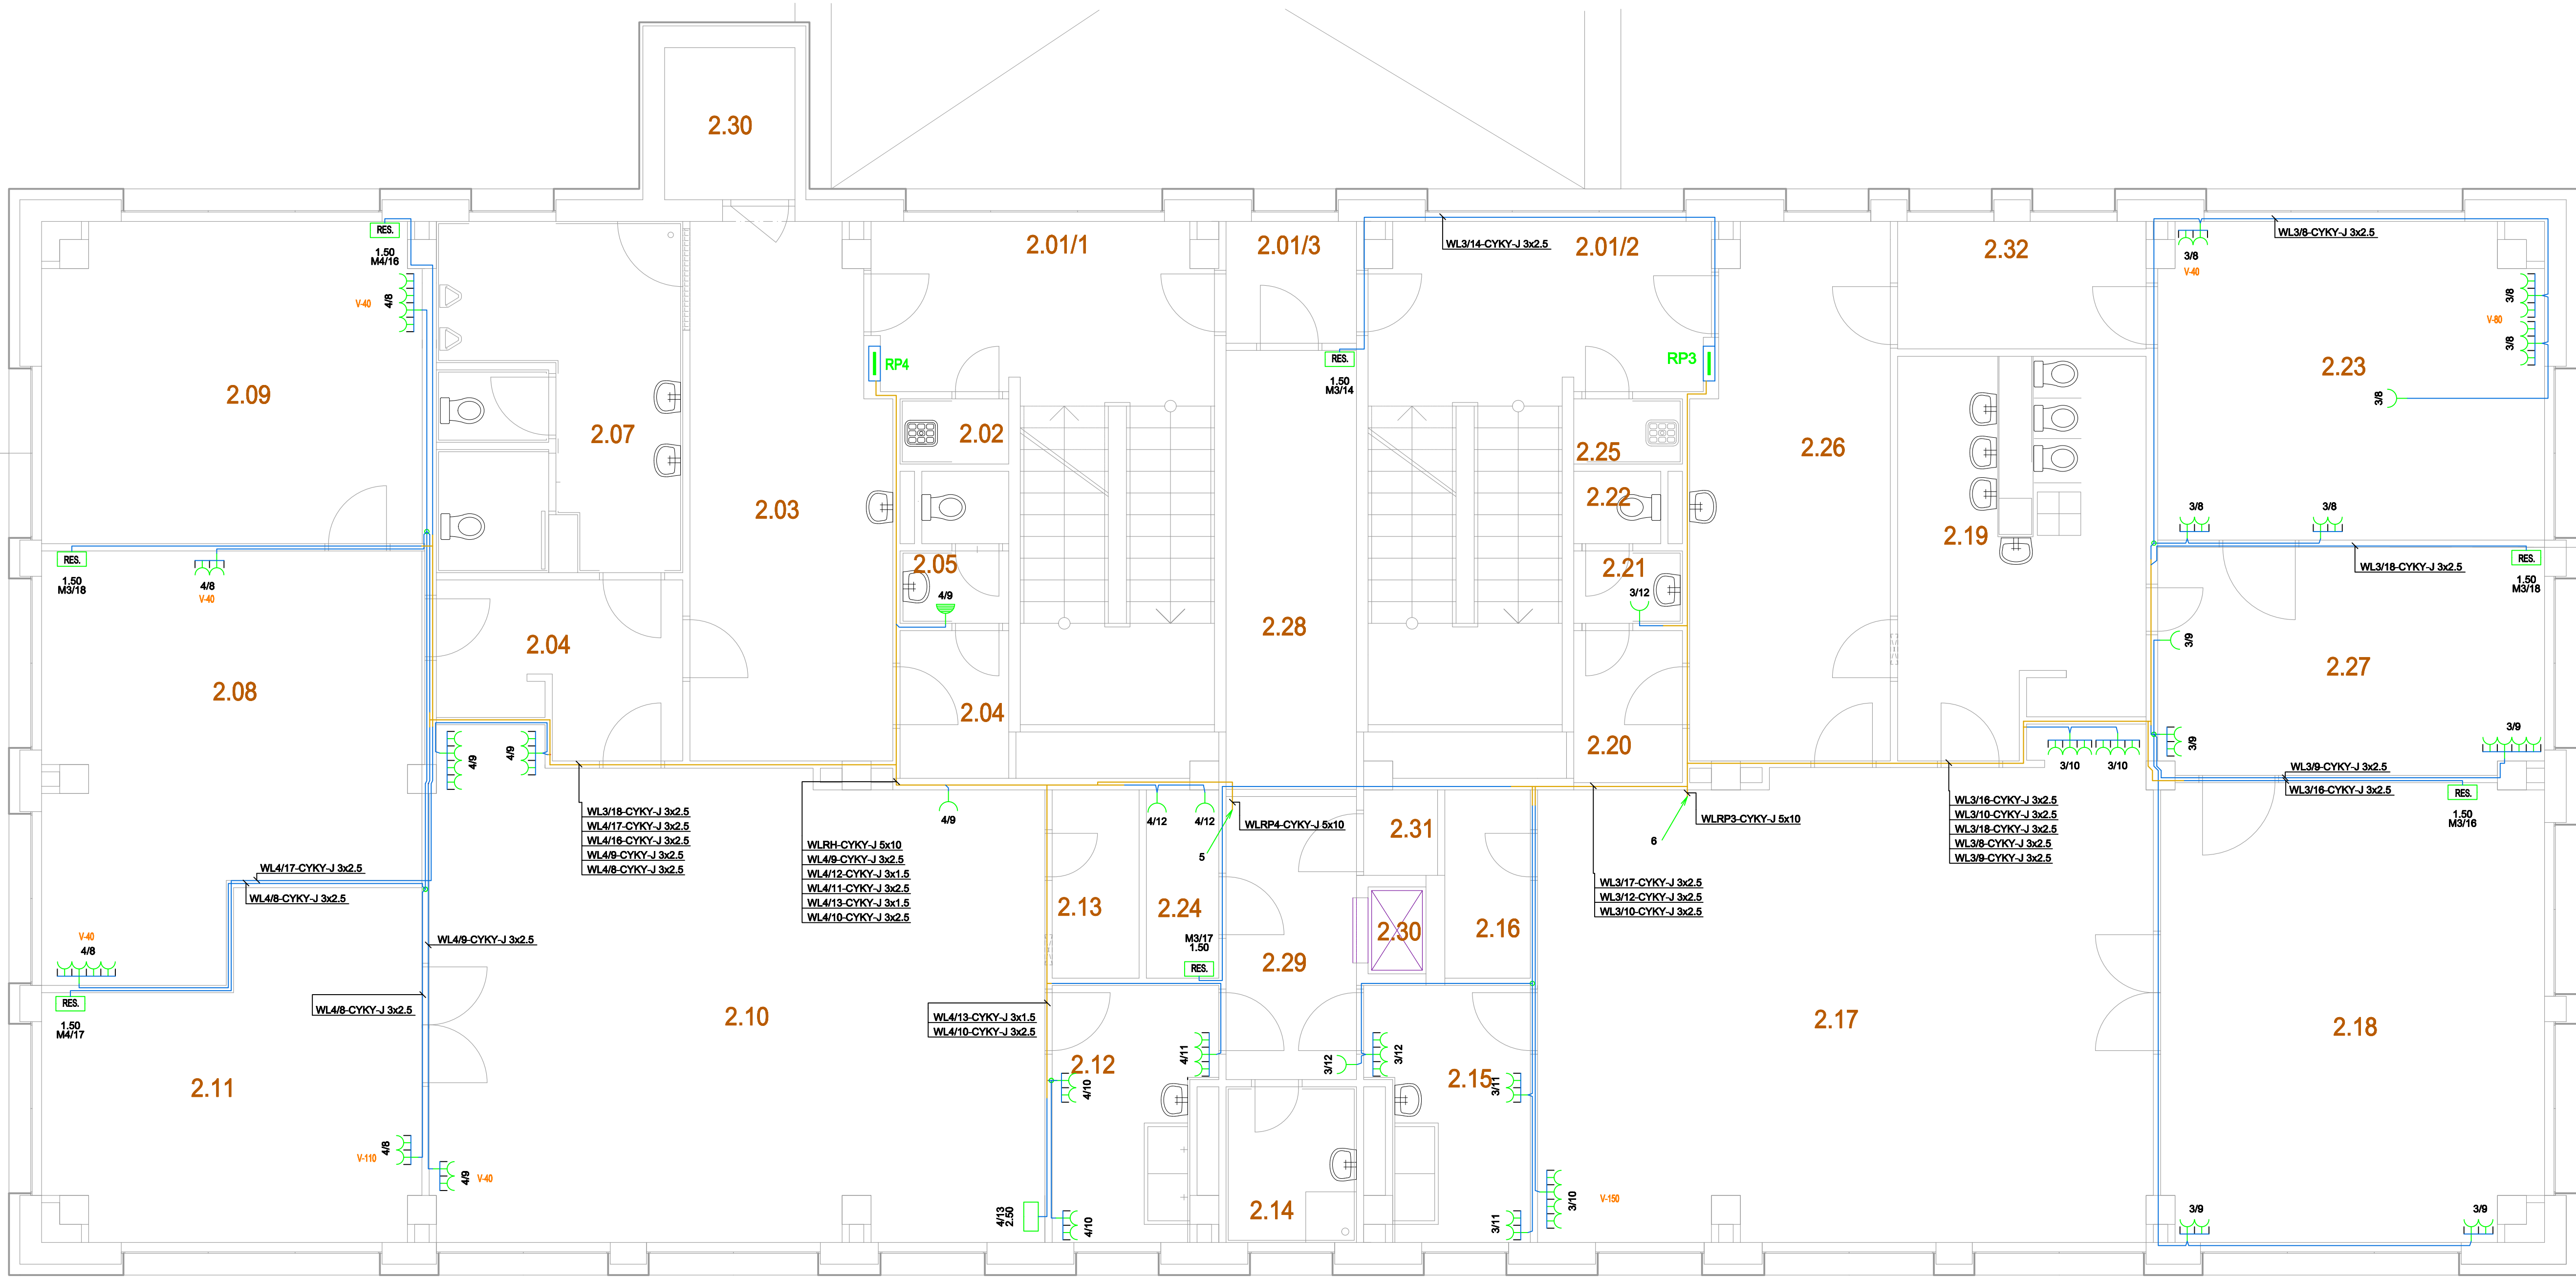 2.30
2.01/1
2.01/3
2.01/2
2.32
WL3/14-CYKY-J 3x2.5
WL3/8-CYKY-J 3x2.5
RES.
1.50
M4/16
4/8
V-40
3/8
V-40
3/8
V-80
3/8
3/8
2.23
RP4
RES.
1.50
M3/14
RP3
2.09
2.07
2.03
2.02
2.25
2.26
2.22
2.19
2.05
4/9
2.21
3/12
3/8
3/8
WL3/18-CYKY-J 3x2.5
RES.
1.50
M3/18
RES.
1.50
M3/18
4/8
V-40
2.28
2.04
2.08
2.04
2.20
3/9
2.27
3/9
3/9
4/9
4/9
3/10
3/10
WL3/9-CYKY-J 3x2.5
WL3/16-CYKY-J 3x2.5
RES.
1.50
M3/16
WL3/18-CYKY-J 3x2.5
WL4/17-CYKY-J 3x2.5
WL4/16-CYKY-J 3x2.5
WL4/9-CYKY-J 3x2.5
WL4/8-CYKY-J 3x2.5
WLRH-CYKY-J 5x10
WL4/9-CYKY-J 3x2.5
WL4/12-CYKY-J 3x1.5
WL4/11-CYKY-J 3x2.5
WL4/13-CYKY-J 3x1.5
WL4/10-CYKY-J 3x2.5
4/9
4/12
4/12
WLRP4-CYKY-J 5x10
5
2.31
6
WLRP3-CYKY-J 5x10
WL3/16-CYKY-J 3x2.5
WL3/10-CYKY-J 3x2.5
WL3/18-CYKY-J 3x2.5
WL3/8-CYKY-J 3x2.5
WL3/9-CYKY-J 3x2.5
WL3/17-CYKY-J 3x2.5
WL3/12-CYKY-J 3x2.5
WL3/10-CYKY-J 3x2.5
WL4/17-CYKY-J 3x2.5
WL4/8-CYKY-J 3x2.5
V-40
4/8
WL4/9-CYKY-J 3x2.5
2.13
2.24
M3/17
1.50
RES.
2.29
2.30
2.16
RES.
1.50
M4/17
WL4/8-CYKY-J 3x2.5
2.10
WL4/13-CYKY-J 3x1.5
WL4/10-CYKY-J 3x2.5
2.17
2.18
2.11
2.12
4/11
4/10
3/12
3/12
2.15
3/11
4/8
V-110
4/9
V-40
4/13
2.50
4/10
2.14
3/11
3/10
V-150
3/9
3/9